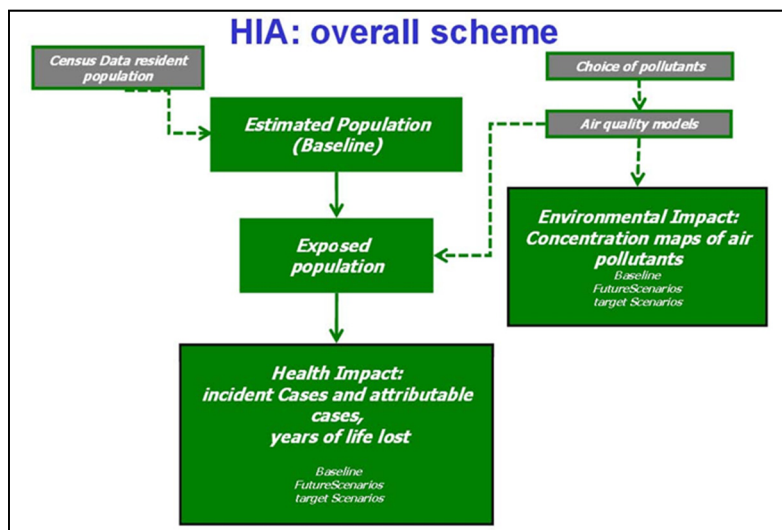 HIA: overall scheme
Census Data resident
population
Choice of pollutants
Air quality models
Estimated Population
(Baseline)
Exposed
population
Environmental Impact:
Concentration maps of air
pollutants
Baseline
FutureScenarios
target Scenarios
Health Impact:
incident Cases and attributable
cases,
years of life lost
Baseline
FutureScenarios
target Scenarios